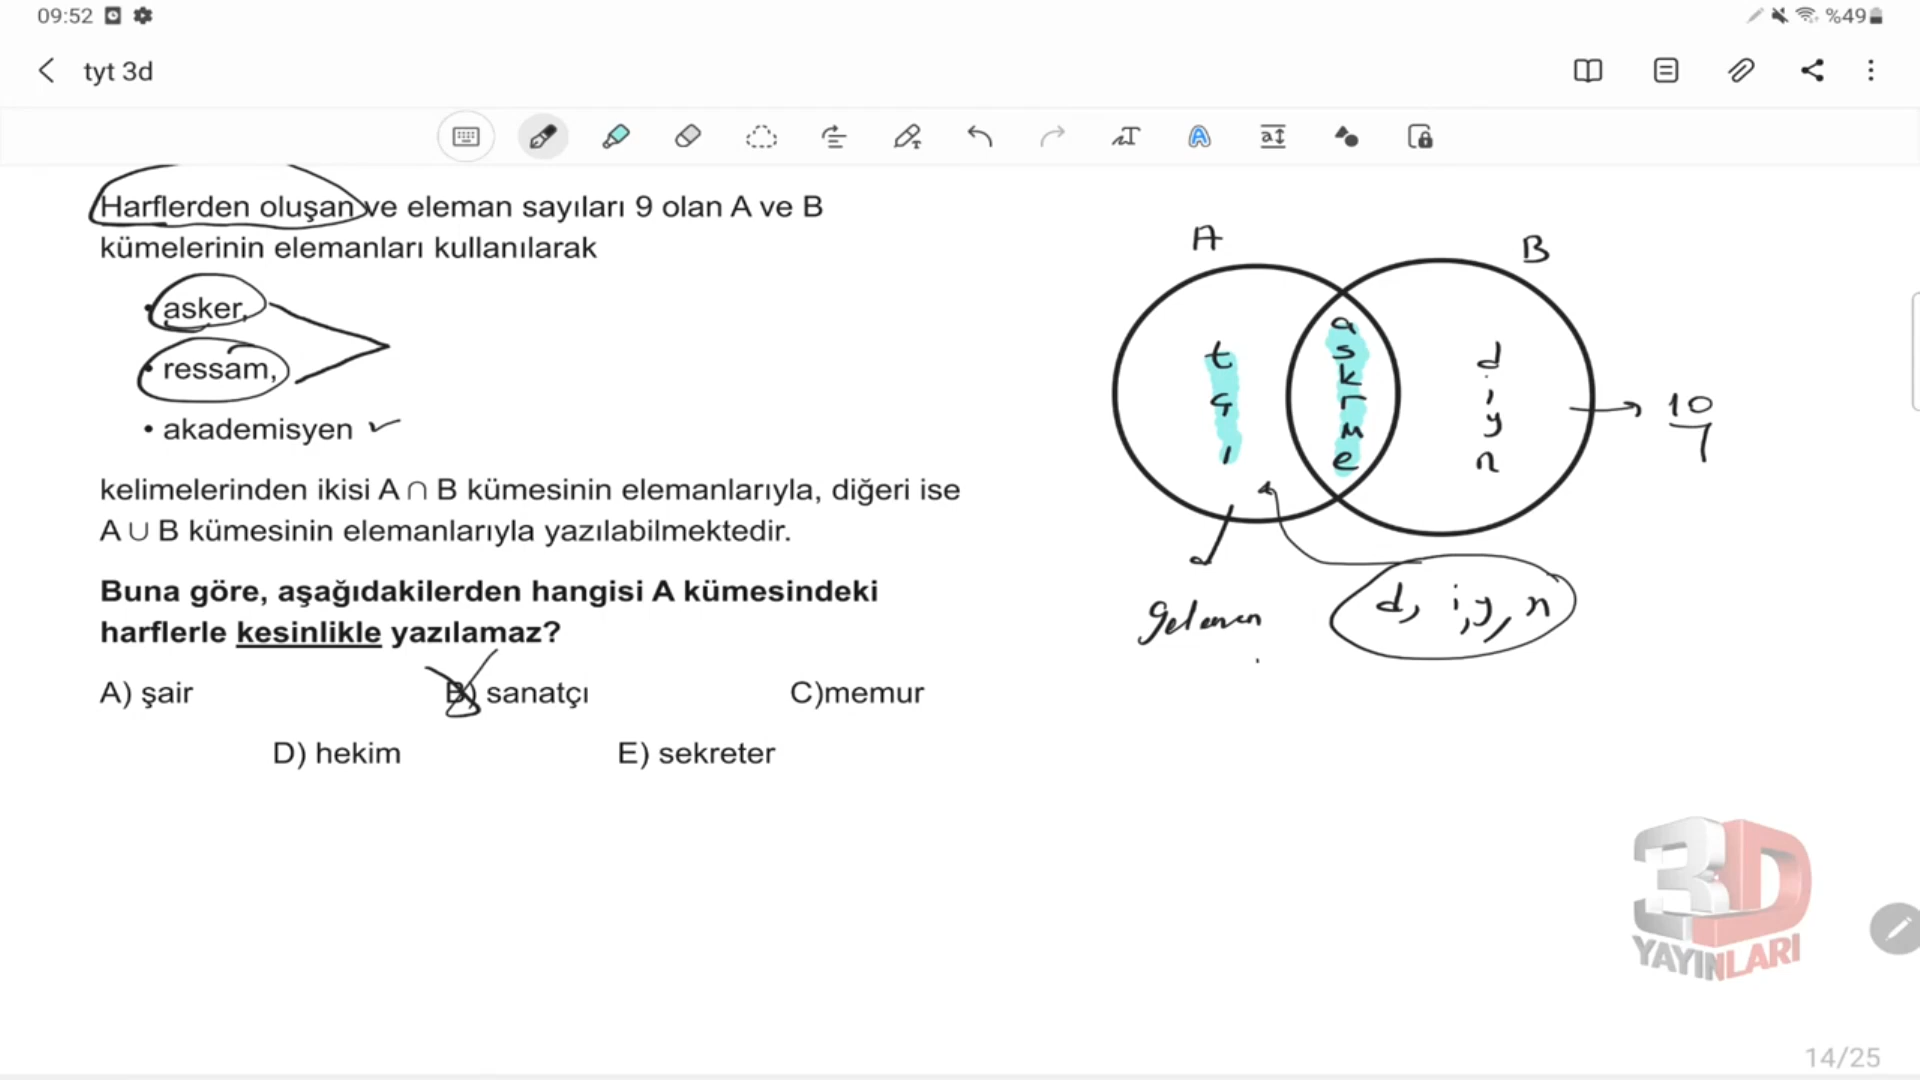 09:52
%49
tyt 3d
Harflerden oluşan ve eleman sayıları 9 olan A ve B
kümelerinin elemanları kullanılarak
• asker,
• ressam,
• akademisyen
kelimelerinden ikisi A ∩ B kümesinin elemanlarıyla, diğeri ise
A ∪ B kümesinin elemanlarıyla yazılabilmektedir.
Buna göre, aşağıdakilerden hangisi A kümesindeki
harflerle kesinlikle yazılamaz?
A) şair
B) sanatçı
C)memur
D) hekim
E) sekreter
A
B
t
ç
ı
a
s
k
r
m
e
d
i
y
n
10
d, i, y, n
3D
YAYINLARI
14/25